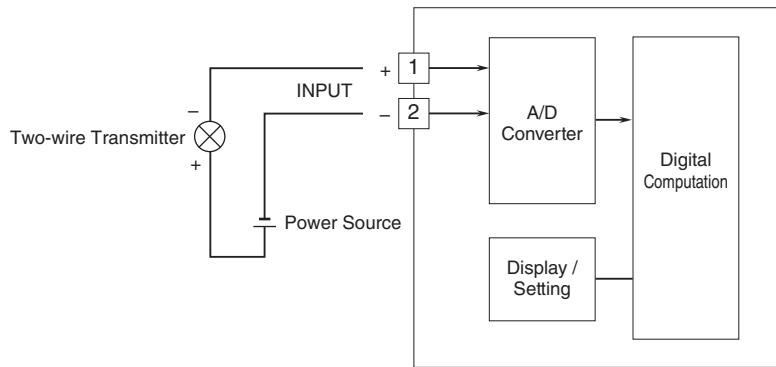 + 1
INPUT
– 2
–
Two-wire Transmitter
+
Power Source
A/D
Converter
Digital
Computation
Display /
Setting